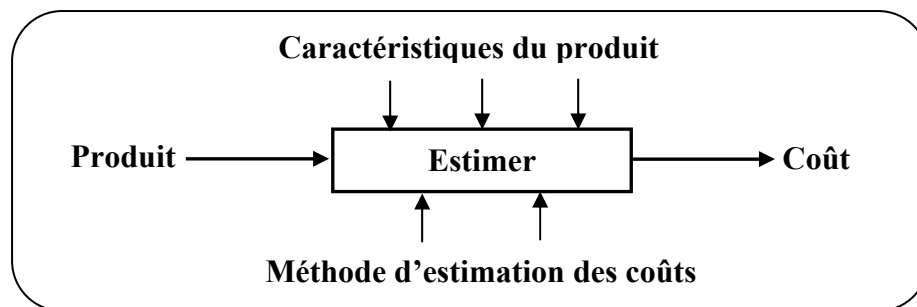 Caractéristiques du produit
Produit
Estimer
Coût
Méthode d’estimation des coûts